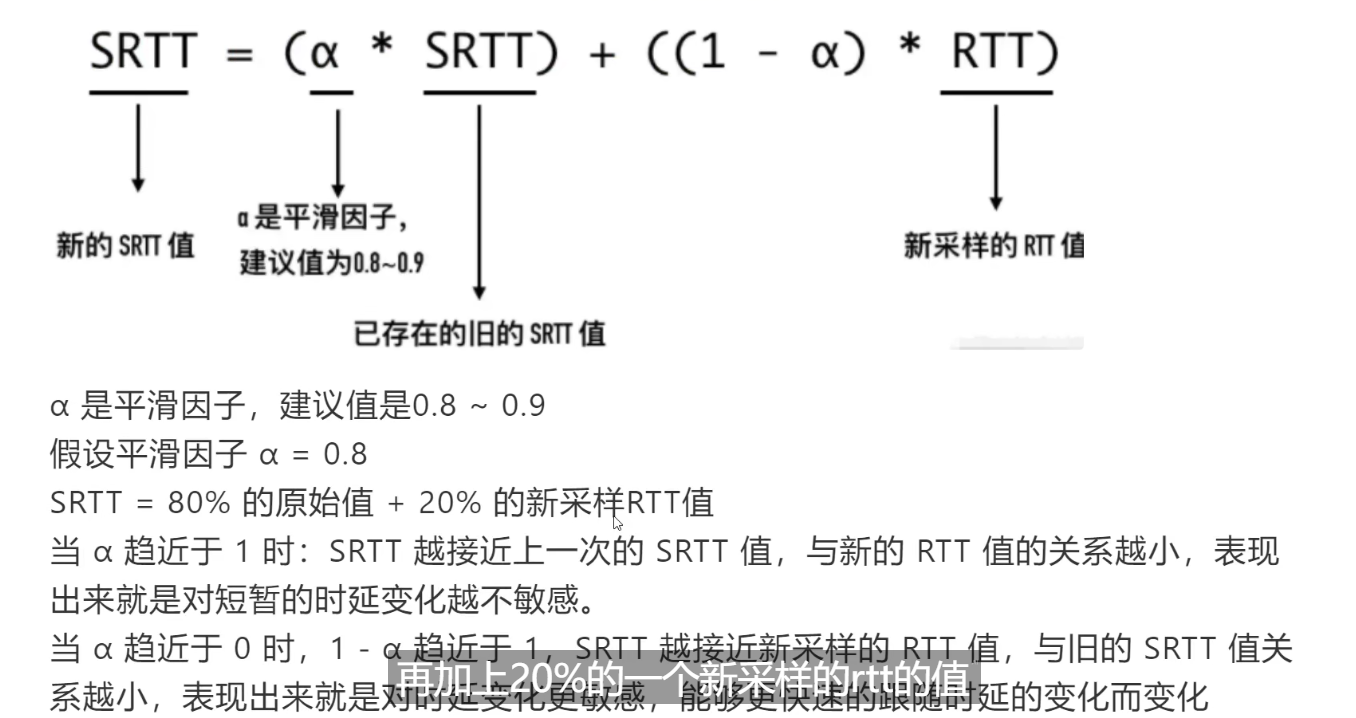 SRTT = (α * SRTT) + ((1 - α) * RTT)
α 是平滑因子，
新的 SRTT 值
建议值为0.8~0.9
新采样的 RTT 值
已存在的旧的 SRTT 值
α 是平滑因子，建议值是0.8 ~ 0.9
假设平滑因子 α = 0.8
SRTT = 80% 的原始值 + 20% 的新采样RTT值
当 α 趋近于 1 时：SRTT 越接近上一次的 SRTT 值，与新的 RTT 值的关系越小，表现
出来就是对短暂的时延变化越不敏感。
当 α 趋近于 0 时，1 - α 趋近于 1，SRTT 越接近新采样的 RTT 值，与旧的 SRTT 值关
再加上20%的一个新采样的rtt的值
系越小，表现出来就是对时延变化更敏感，能够更快速的跟随时延的变化而变化